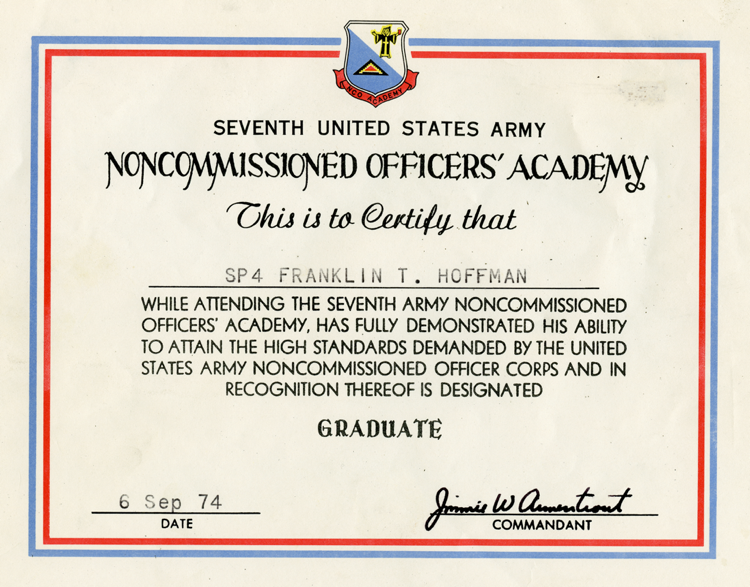 NCO ACADEMY
SEVENTH UNITED STATES ARMY
NONCOMMISSIONED OFFICERS' ACADEMY
This is to Certify that
SP4 FRANKLIN T. HOFFMAN
WHILE ATTENDING THE SEVENTH ARMY NONCOMMISSIONED
OFFICERS' ACADEMY, HAS FULLY DEMONSTRATED HIS ABILITY
TO ATTAIN THE HIGH STANDARDS DEMANDED BY THE UNITED
STATES ARMY NONCOMMISSIONED OFFICER CORPS AND IN
RECOGNITION THEREOF IS DESIGNATED
GRADUATE
6 Sep 74
DATE
Jimmie W Armentrout
COMMANDANT